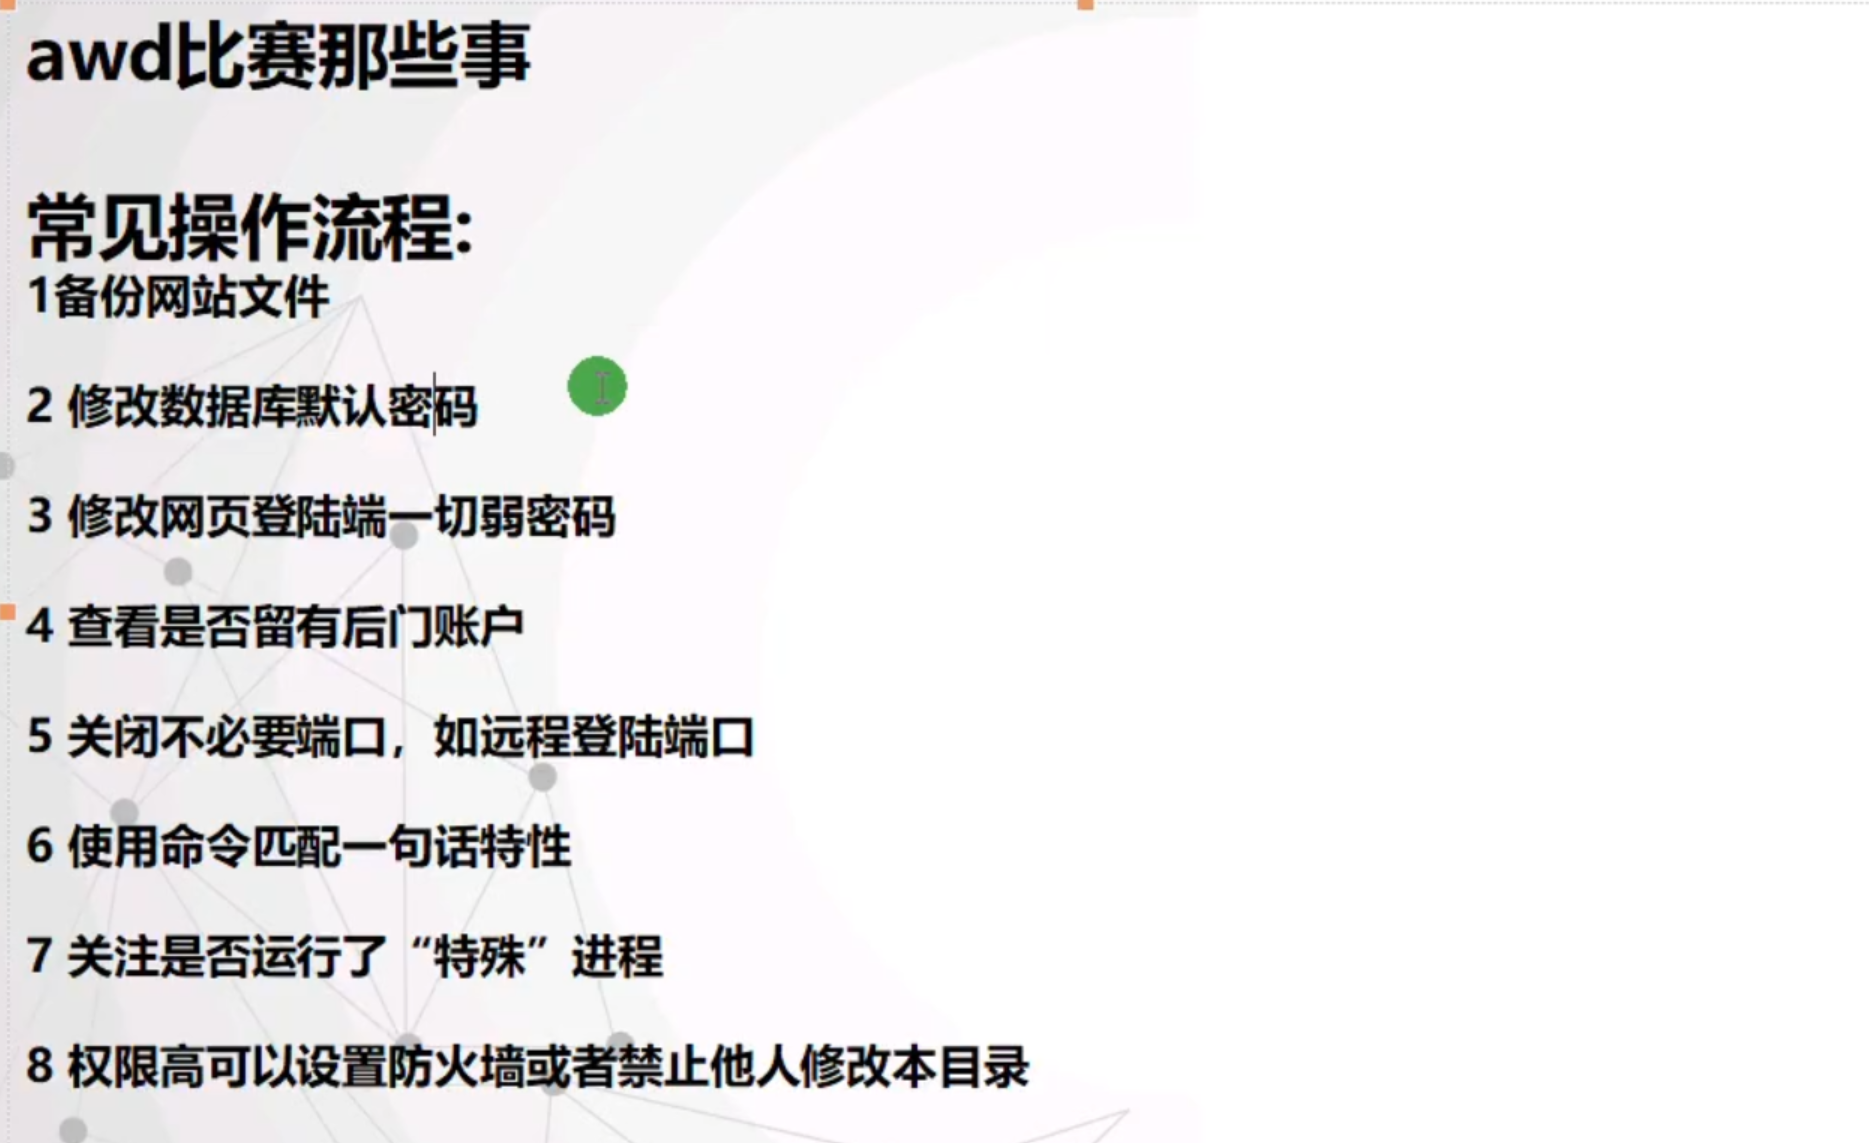 awd比赛那些事
常见操作流程:
1备份网站文件
2 修改数据库默认密码
3 修改网页登陆端一切弱密码
4 查看是否留有后门账户
5 关闭不必要端口，如远程登陆端口
6 使用命令匹配一句话特性
7 关注是否运行了“特殊”进程
8 权限高可以设置防火墙或者禁止他人修改本目录